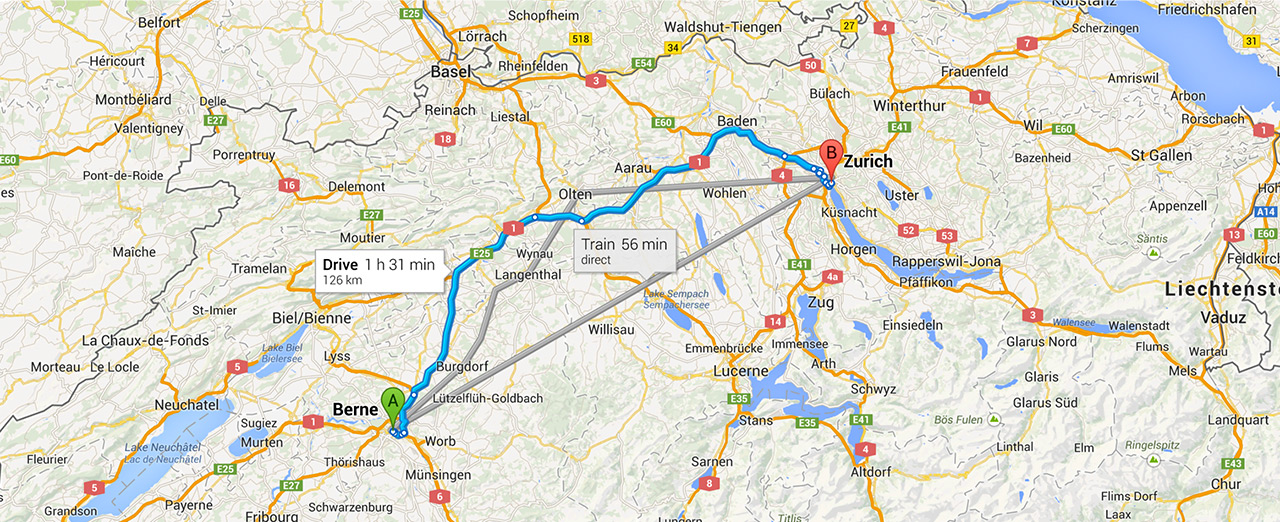 Belfort
E25
Schopfheim
Waldshut-Tiengen
27
4
Konstanz
Friedrichshafen
Lörrach
518
34
7
Scherzingen
31
Héricourt
Basel
Rheinfelden
E54
50
Frauenfeld
Amriswil
3
Montbéliard
Delle
Reinach
Bülach
Winterthur
1
Arbon
E27
Liestal
E60
Baden
Rorschach
Valentigney
18
E41
Wil
E60
1
E60
Porrentruy
B
Zurich
Bazenheid
St Gallen
Pont-de-Roide
Aarau
1
4
16
Delemont
Olten
Wohlen
Uster
Appenzell
E27
Küsnacht
A14
Moutier
1
52
53
13
E60
Säntis
Train 56 min
direct
Horgen
Maîche
E25
Wynau
Rapperswil-Jona
Feldkirch
Drive 1 h 31 min
126 km
Tramelan
Langenthal
E41
4a
Pfäffikon
Lake Sempach
Sempachersee
Zug
Liechtenste
St-Imier
Biel/Bienne
Willisau
14
Einsiedeln
3
Walensee
Walenstadt
Vaduz
La Chaux-de-Fonds
Lake Biel
Bielersee
Lyss
Emmenbrücke
Immensee
Glarus Nord
Flums
Wartau
Morteau
Le Locle
5
Burgdorf
Lucerne
Arth
Mels
Glaris
Schwyz
Neuchatel
Berne
A
Lützelflüh-Goldbach
8
E35
Glarus Süd
1
Sugiez
Murten
Worb
Stans
E35
E41
Bös Fulen
Landquart
Lake Neuchâtel
Lac de Neuchâtel
Fleurier
E25
Thörishaus
Münsingen
Sarnen
4
Altdorf
Linthal
Elm
Ringelspitz
E43
5
E27
6
8
Chur
Grandson
Payerne
Schwarzenburg
Fribourg
Lungern
Titlis
Flims Dorf
Laax